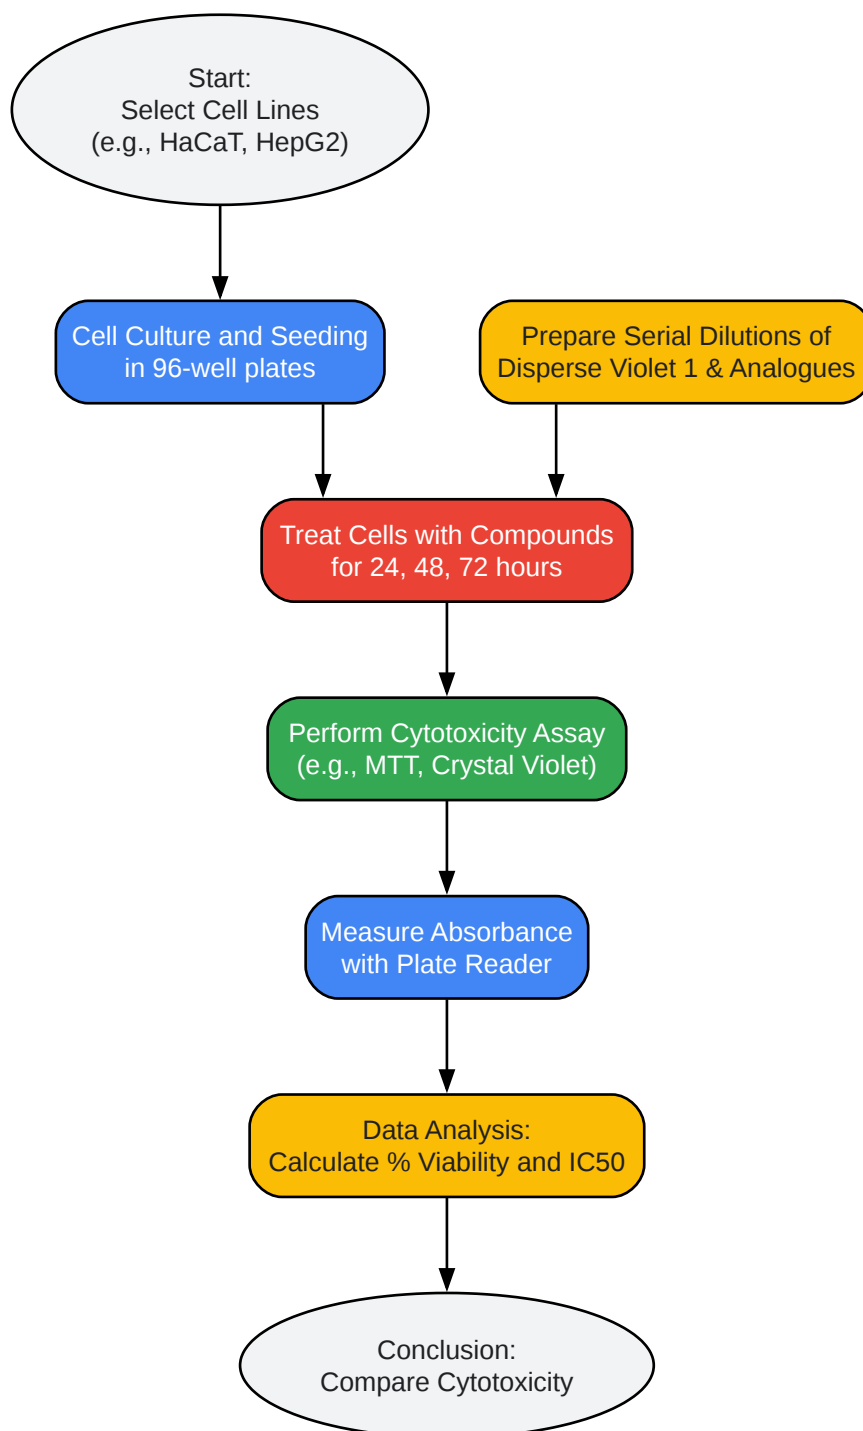 Start:
Select Cell Lines
(e.g., HaCaT, HepG2)
Cell Culture and Seeding
in 96-well plates
Prepare Serial Dilutions of
Disperse Violet 1 & Analogues
Treat Cells with Compounds
for 24, 48, 72 hours
Perform Cytotoxicity Assay
(e.g., MTT, Crystal Violet)
Measure Absorbance
with Plate Reader
Data Analysis:
Calculate % Viability and IC50
Conclusion:
Compare Cytotoxicity